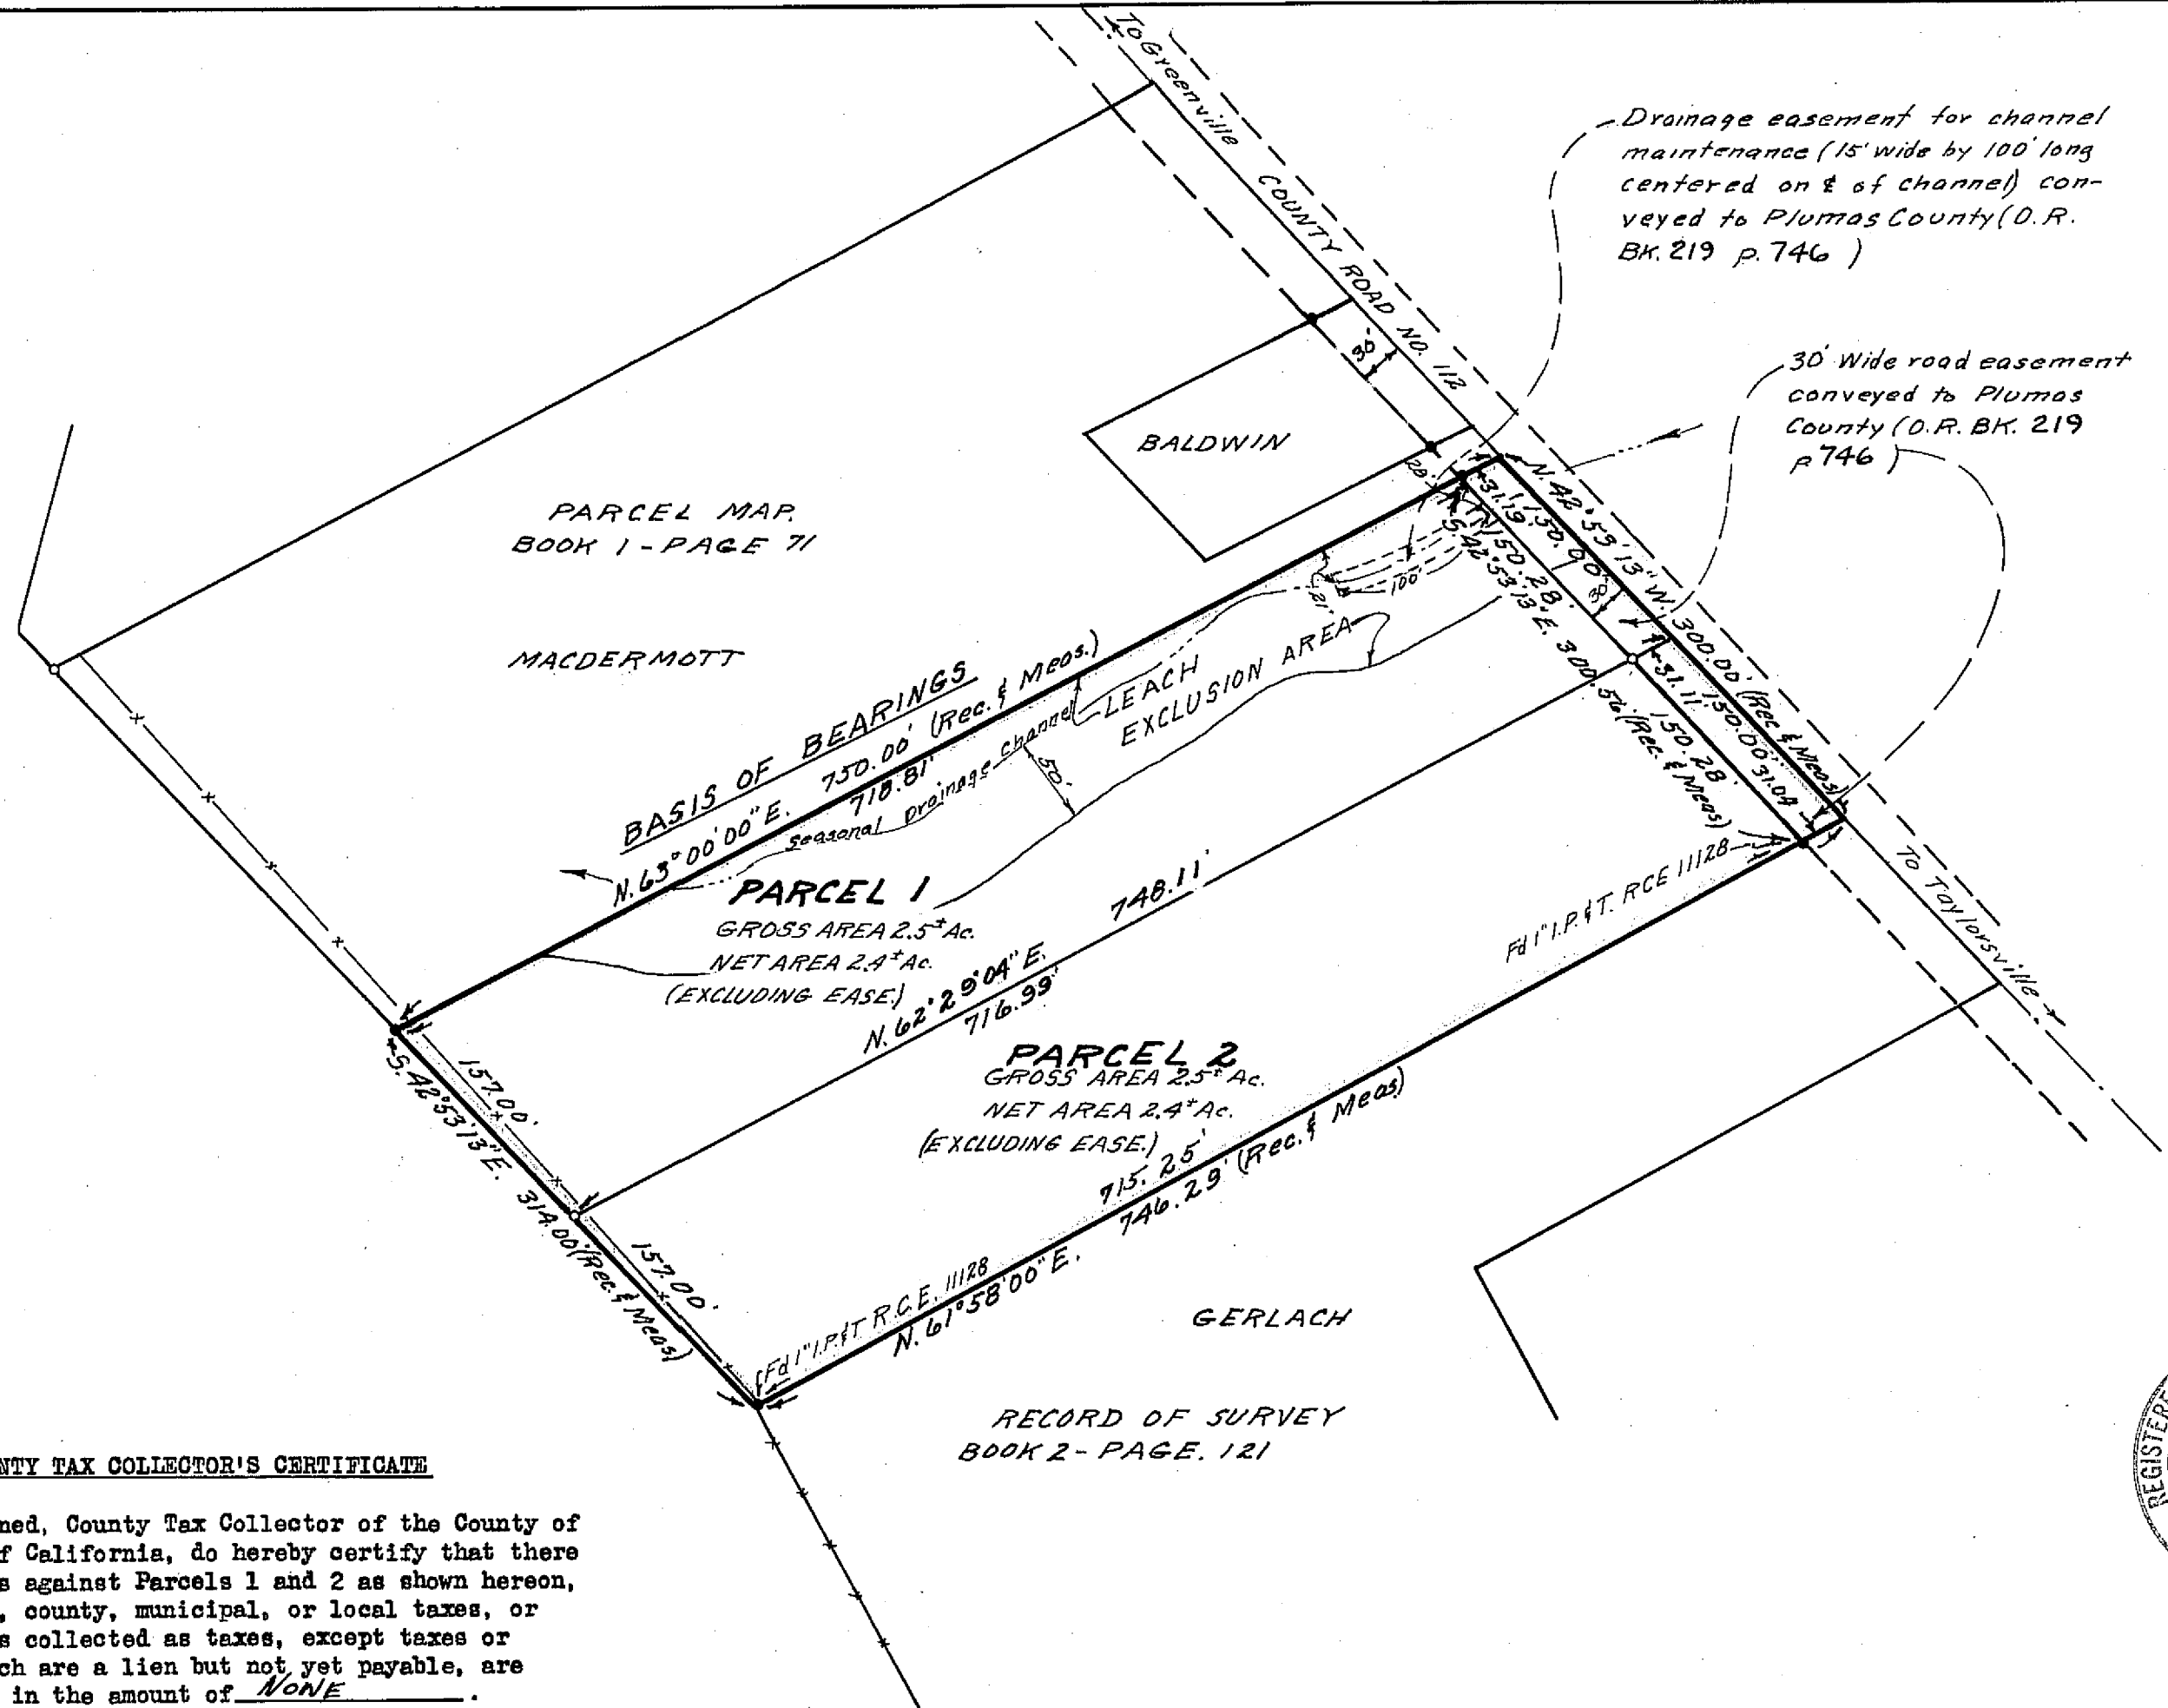 To Greenville
COUNTY ROAD NO. 112
Drainage easement for channel
maintenance (15' wide by 100' long
centered on ℄ of channel) con-
veyed to Plumas County (O.R.
BK. 219 p. 746 )
30' Wide road easement
conveyed to Plumas
County (O.R. BK. 219
p 746 )
30'
BALDWIN
PARCEL MAP.
BOOK 1 - PAGE 71
MACDERMOTT
28'
31.19'
N. 42°53'13" W. 300.00' (Rec. & Meas.)
150.00'
150.28'
S. 42°53'13" E. 300.56' (Rec. & Meas)
30'
31.11'
150.00'
150.28'
31.04
21'
100'
BASIS OF BEARINGS
N. 63°00'00" E. 750.00' (Rec. & Meas.)
718.81'
Seasonal Drainage Channel
LEACH
EXCLUSION AREA
50'
PARCEL 1
GROSS AREA 2.5± Ac.
NET AREA 2.4± Ac.
(EXCLUDING EASE.)
748.11'
N. 62°29'04" E.
716.99'
Fd 1" I.P. & T. RCE 11128
To Taylorsville
PARCEL 2
GROSS AREA 2.5± Ac.
NET AREA 2.4± Ac.
(EXCLUDING EASE.)
715.25'
N. 61°58'00" E. 746.29' (Rec. & Meas)
157.00'
S. 42°53'13" E. 314.00' (Rec. & Meas)
157.00'
Fd 1" I.P. & T. R.C.E. 11128
GERLACH
RECORD OF SURVEY
BOOK 2 - PAGE. 121
NTY TAX COLLECTOR'S CERTIFICATE
ned, County Tax Collector of the County of
f California, do hereby certify that there
s against Parcels 1 and 2 as shown hereon,
, county, municipal, or local taxes, or
s collected as taxes, except taxes or
ch are a lien but not yet payable, are
in the amount of NONE .
REGISTERE